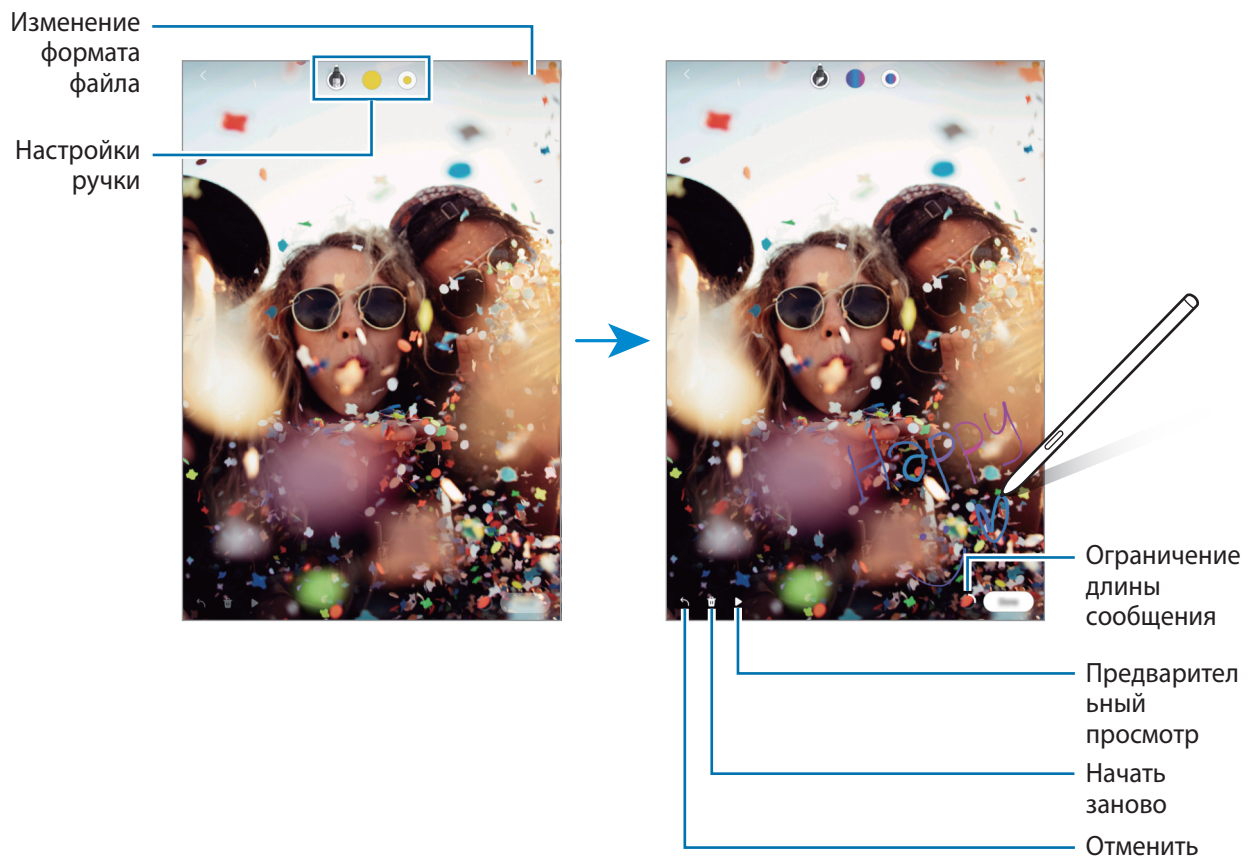 Изменение
формата
файла
Настройки
ручки
Happy
Ограничение
длины
сообщения
Предварител
ьный
просмотр
Начать
заново
Отменить